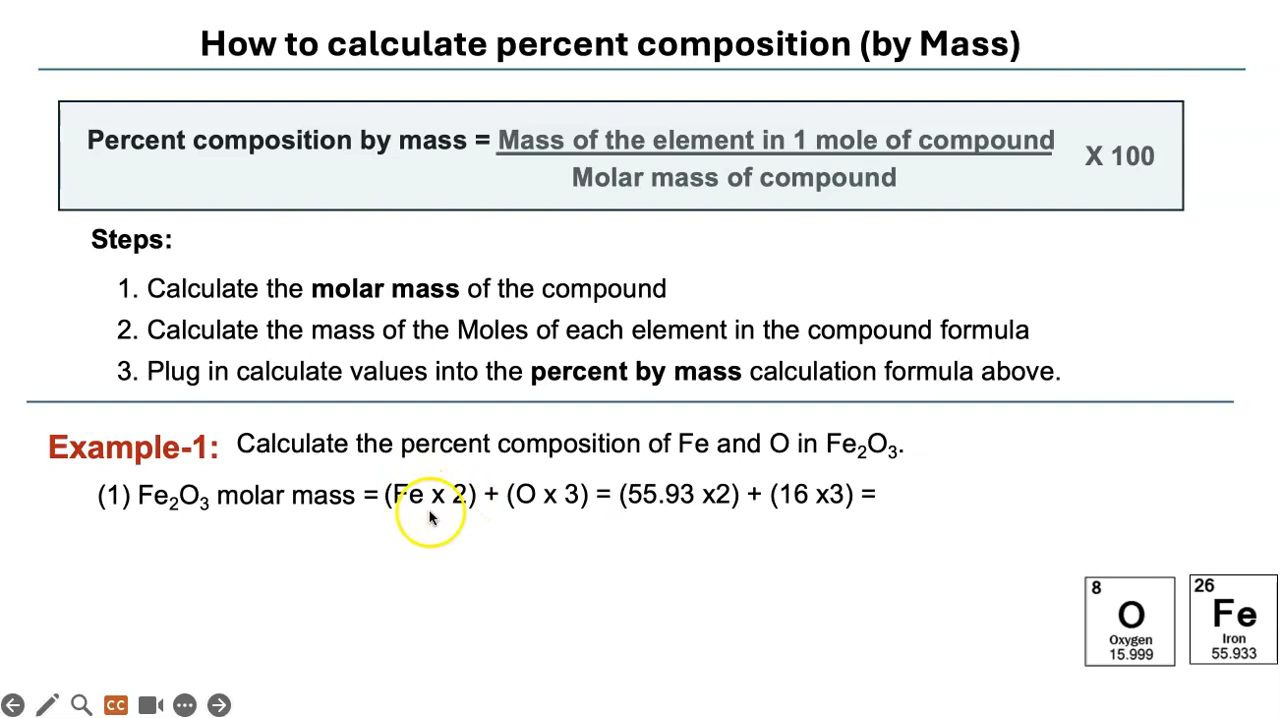 How to calculate percent composition (by Mass)
Percent composition by mass = Mass of the element in 1 mole of compound
X 100
Molar mass of compound
Steps:
1. Calculate the molar mass of the compound
2. Calculate the mass of the Moles of each element in the compound formula
3. Plug in calculate values into the percent by mass calculation formula above.
Example-1: Calculate the percent composition of Fe and O in Fe₂O₃.
(1) Fe₂O₃ molar mass = (Fe x 2) + (O x 3) = (55.93 x2) + (16 x3) =
8
O
Oxygen
15.999
26
Fe
Iron
55.933
CC